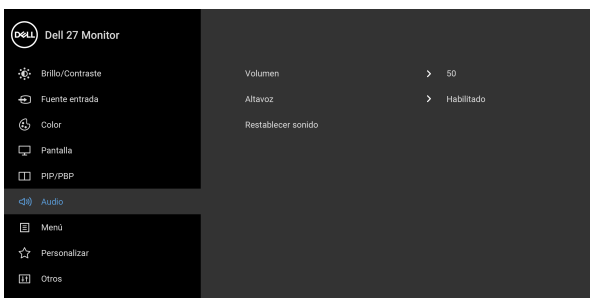 DELL Dell 27 Monitor
Brillo/Contraste
Fuente entrada
Color
Pantalla
PIP/PBP
Audio
Menú
Personalizar
Otros
Volumen 50
Altavoz Habilitado
Restablecer sonido